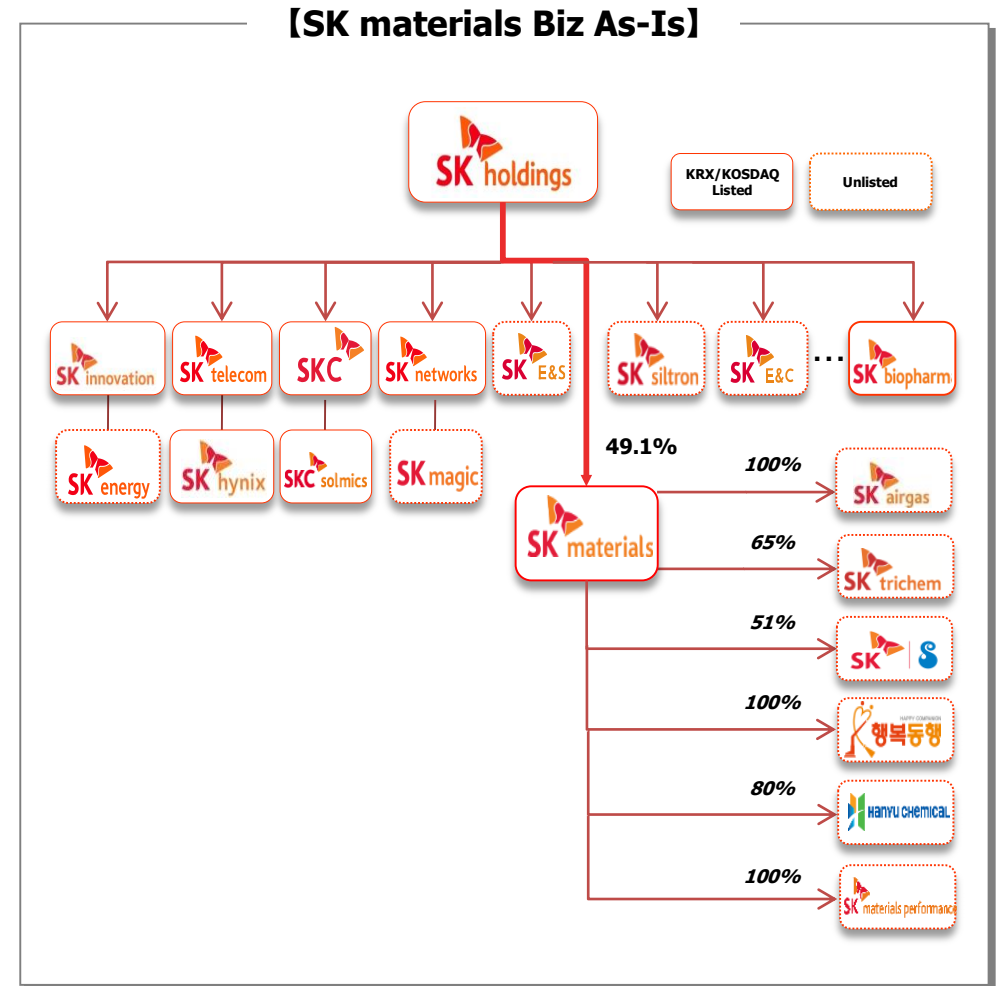 【SK materials Biz As-Is】
SK holdings
KRX/KOSDAQ
Listed
Unlisted
SK innovation
SK telecom
SKC
SK networks
SK E&S
SK siltron
SK E&C
...
SK biopharm
SK energy
SK hynix
SKC solmics
SK magic
49.1%
SK materials
100%
SK airgas
65%
SK trichem
51%
SK S
100%
HAPPY COMPANION
행복동행
80%
HANYU CHEMICAL
100%
SK materials performance